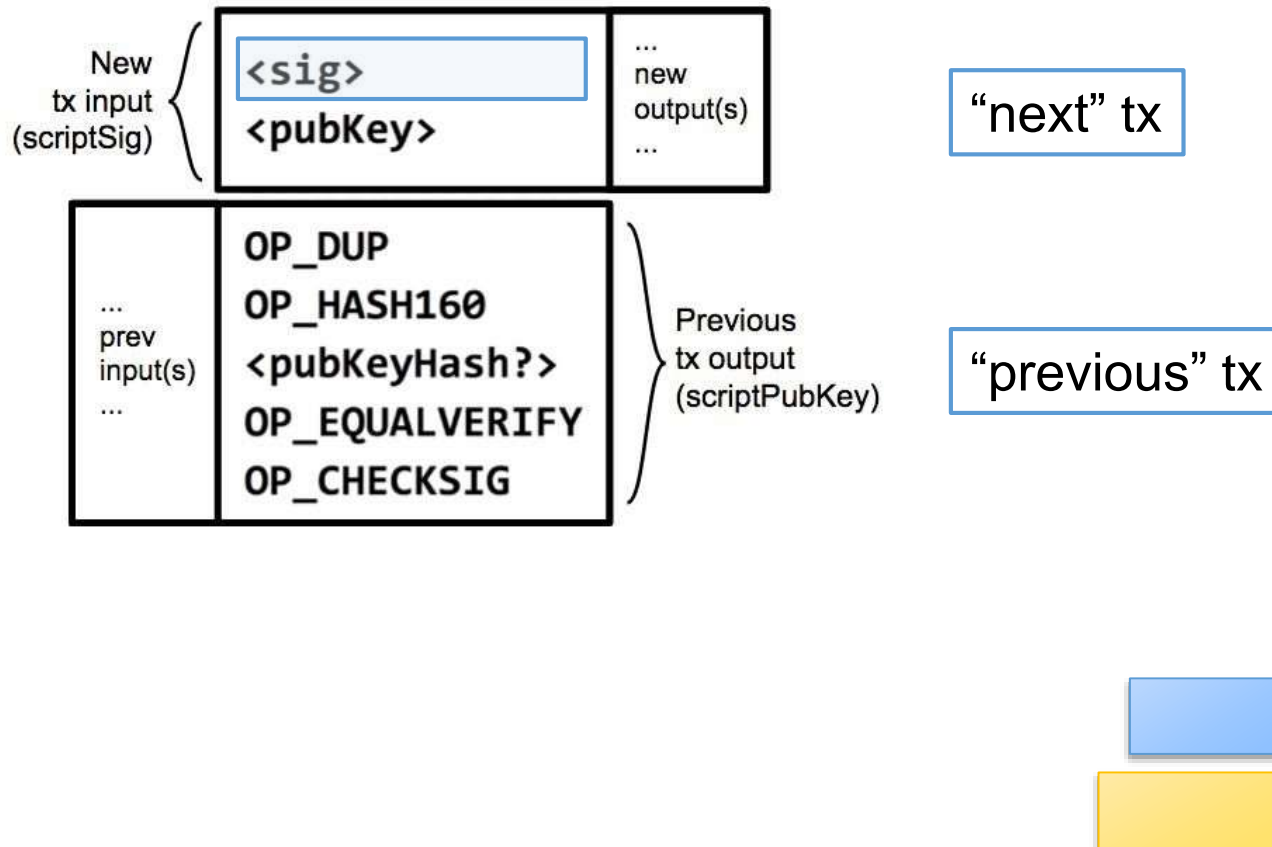 New
tx input
(scriptSig)
<sig>
<pubKey>
...
new
output(s)
...
“next” tx
...
prev
input(s)
...
OP_DUP
OP_HASH160
<pubKeyHash?>
OP_EQUALVERIFY
OP_CHECKSIG
Previous
tx output
(scriptPubKey)
“previous” tx